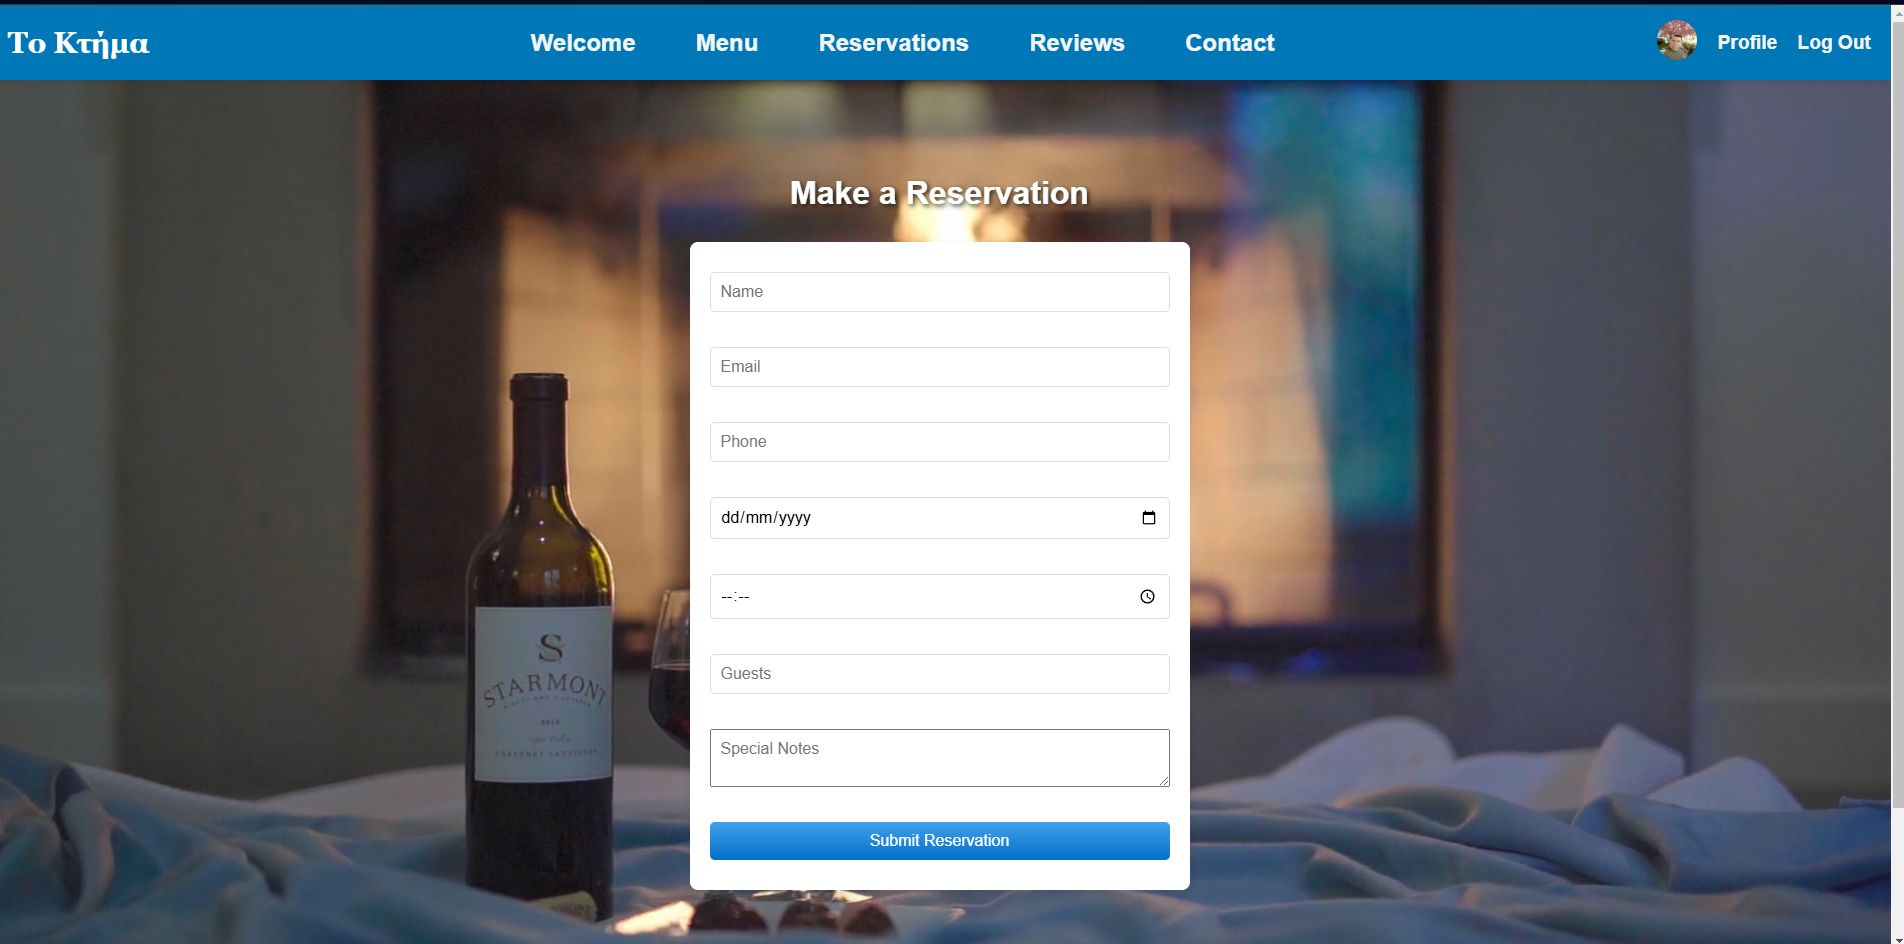 Το Κτήμα
Welcome
Menu
Reservations
Reviews
Contact
Profile
Log Out
Make a Reservation
Name
Email
Phone
dd/mm/yyyy
--:--
Guests
Special Notes
Submit Reservation
S
STARMONT
CABERNET SAUVIGNON